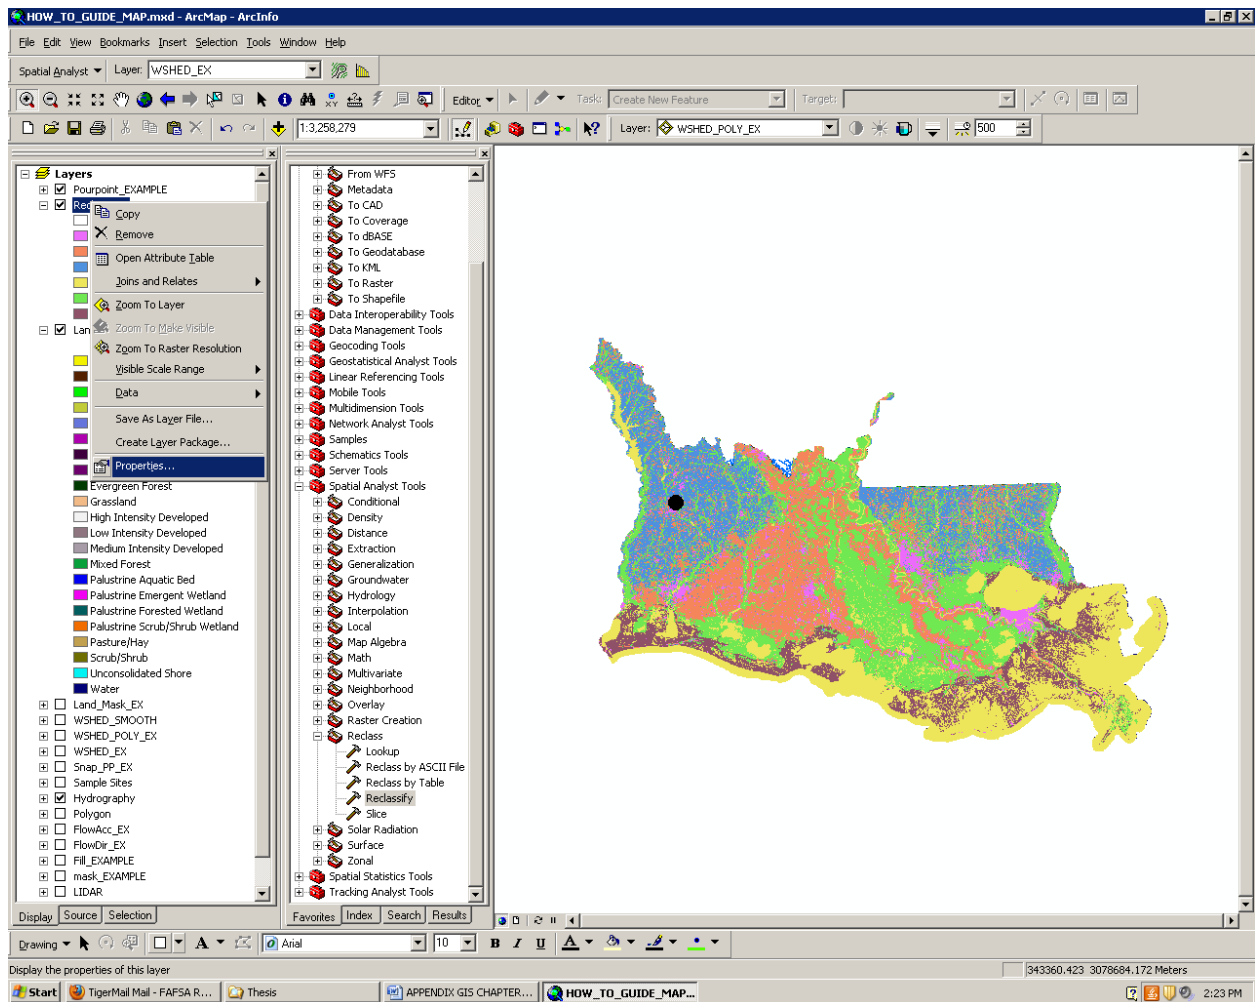 HOW_TO_GUIDE_MAP.mxd - ArcMap - ArcInfo
File Edit View Bookmarks Insert Selection Tools Window Help
Spatial Analyst Layer: WSHED_EX
Editor Task: Create New Feature Target:
1:3,258,279 Layer: WSHED_POLY_EX 500
Layers
Pourpoint_EXAMPLE
Rec
Copy
Remove
Open Attribute Table
Joins and Relates
Zoom To Layer
Lan
Zoom To Make Visible
Zoom To Raster Resolution
Visible Scale Range
Data
Save As Layer File...
Create Layer Package...
Properties...
Evergreen Forest
Grassland
High Intensity Developed
Low Intensity Developed
Medium Intensity Developed
Mixed Forest
Palustrine Aquatic Bed
Palustrine Emergent Wetland
Palustrine Forested Wetland
Palustrine Scrub/Shrub Wetland
Pasture/Hay
Scrub/Shrub
Unconsolidated Shore
Water
Land_Mask_EX
WSHED_SMOOTH
WSHED_POLY_EX
WSHED_EX
Snap_PP_EX
Sample Sites
Hydrography
Polygon
FlowAcc_EX
FlowDir_EX
Fill_EXAMPLE
mask_EXAMPLE
LIDAR
Display Source Selection
From WFS
Metadata
To CAD
To Coverage
To dBASE
To Geodatabase
To KML
To Raster
To Shapefile
Data Interoperability Tools
Data Management Tools
Geocoding Tools
Geostatistical Analyst Tools
Linear Referencing Tools
Mobile Tools
Multidimension Tools
Network Analyst Tools
Samples
Schematics Tools
Server Tools
Spatial Analyst Tools
Conditional
Density
Distance
Extraction
Generalization
Groundwater
Hydrology
Interpolation
Local
Map Algebra
Math
Multivariate
Neighborhood
Overlay
Raster Creation
Reclass
Lookup
Reclass by ASCII File
Reclass by Table
Reclassify
Slice
Solar Radiation
Surface
Zonal
Spatial Statistics Tools
Tracking Analyst Tools
Favorites Index Search Results
Drawing A Arial 10 B I U A
Display the properties of this layer 343360.423 3078684.172 Meters
Start TigerMail Mail - FAFSA R... Thesis APPENDIX GIS CHAPTER... HOW_TO_GUIDE_MAP... 2:23 PM